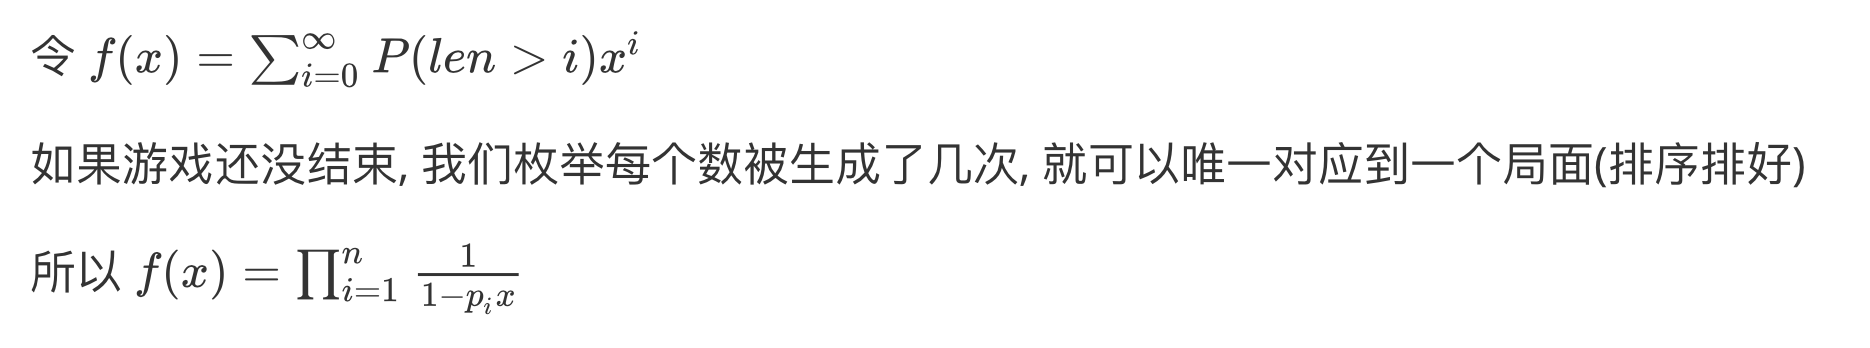 令 f(x) = ∑_{i=0}^{∞} P(len > i)x^i
如果游戏还没结束, 我们枚举每个数被生成了几次, 就可以唯一对应到一个局面(排序排好)
所以 f(x) = ∏_{i=1}^{n} \frac{1}{1-p_i x}